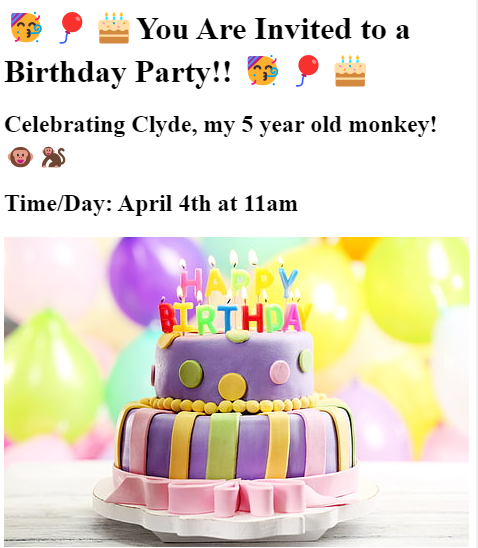 🥳🎈🎂You Are Invited to a
Birthday Party!! 🥳🎈🎂
Celebrating Clyde, my 5 year old monkey!
🐵🐒
Time/Day: April 4th at 11am
HAPPY
BIRTHDAY